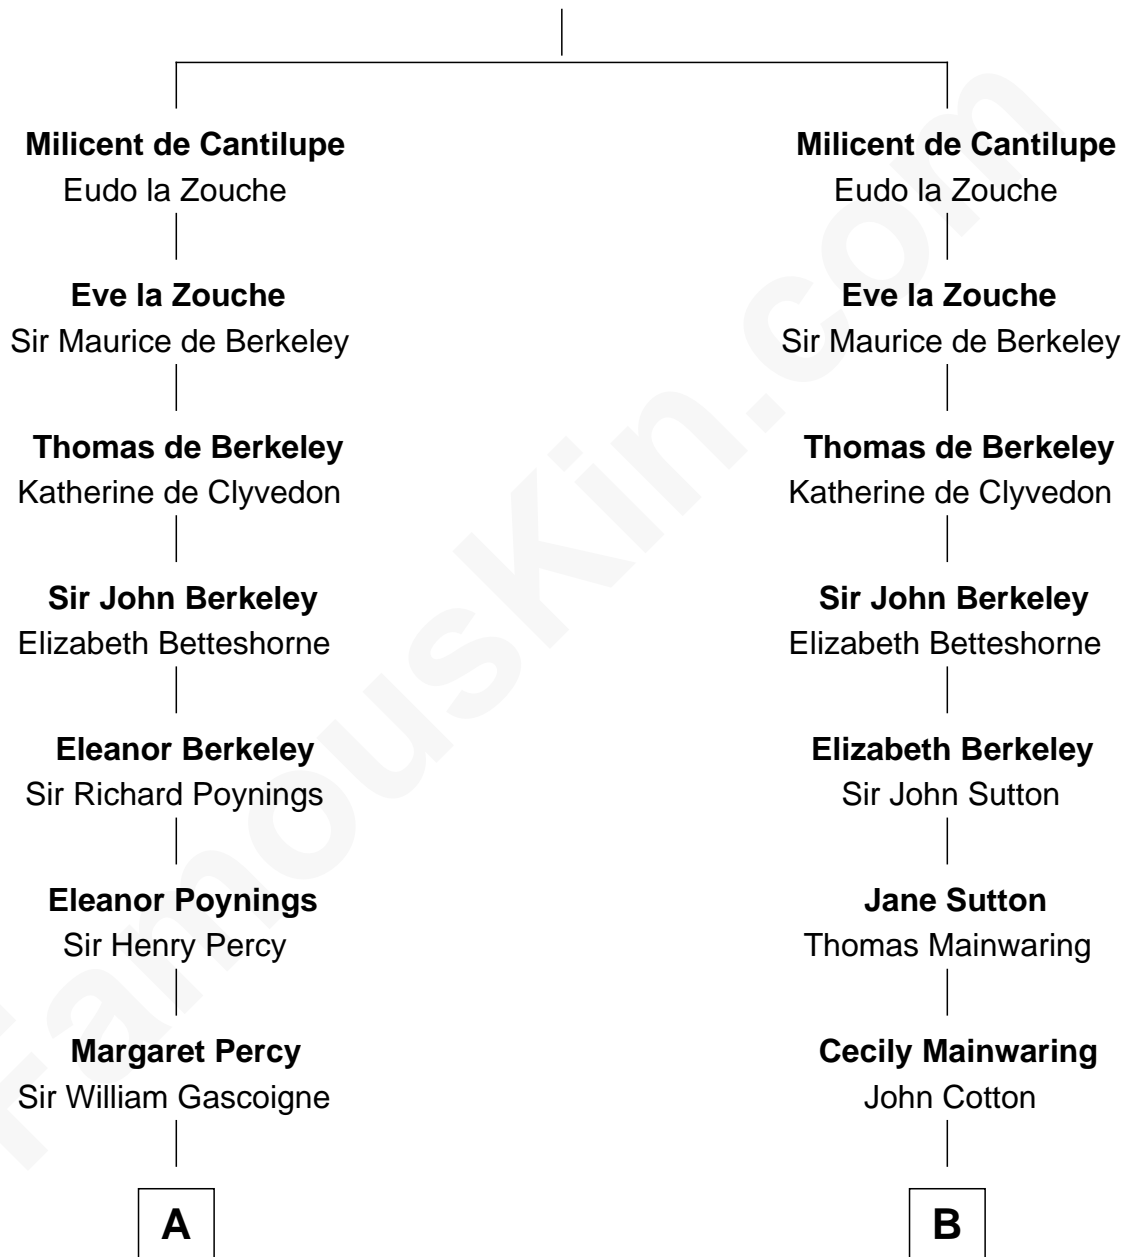 Milicent de Cantilupe
Eudo la Zouche
Eve la Zouche
Sir Maurice de Berkeley
Thomas de Berkeley
Katherine de Clyvedon
Sir John Berkeley
Elizabeth Betteshorne
Eleanor Berkeley
Sir Richard Poynings
Eleanor Poynings
Sir Henry Percy
Margaret Percy
Sir William Gascoigne
A
Milicent de Cantilupe
Eudo la Zouche
Eve la Zouche
Sir Maurice de Berkeley
Thomas de Berkeley
Katherine de Clyvedon
Sir John Berkeley
Elizabeth Betteshorne
Elizabeth Berkeley
Sir John Sutton
Jane Sutton
Thomas Mainwaring
Cecily Mainwaring
John Cotton
B
FamousKin.com